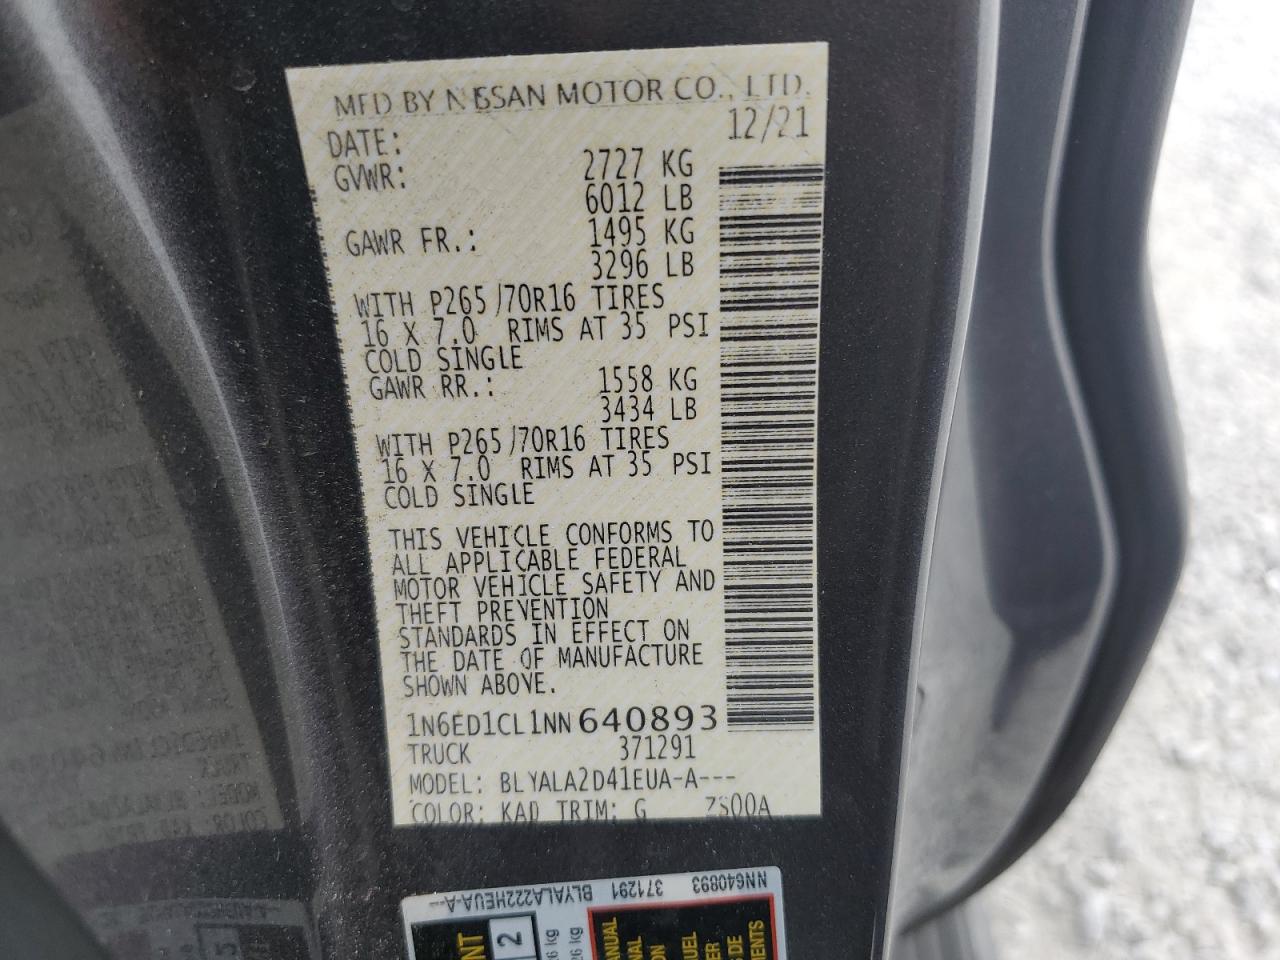 MFD BY NISSAN MOTOR CO., LTD.
DATE: 12/21
GVWR: 2727 KG
6012 LB
GAWR FR.: 1495 KG
3296 LB
WITH P265/70R16 TIRES
16 X 7.0 RIMS AT 35 PSI
COLD SINGLE
GAWR RR.: 1558 KG
3434 LB
WITH P265/70R16 TIRES
16 X 7.0 RIMS AT 35 PSI
COLD SINGLE
THIS VEHICLE CONFORMS TO
ALL APPLICABLE FEDERAL
MOTOR VEHICLE SAFETY AND
THEFT PREVENTION
STANDARDS IN EFFECT ON
THE DATE OF MANUFACTURE
SHOWN ABOVE.
1N6ED1CL1NN640893
TRUCK 371291
MODEL: BLYALA2D41EUA-A---
COLOR: KAD TRIM: G
NN640893 371291 BLYALA222HEUA-A---
2
kg
kg